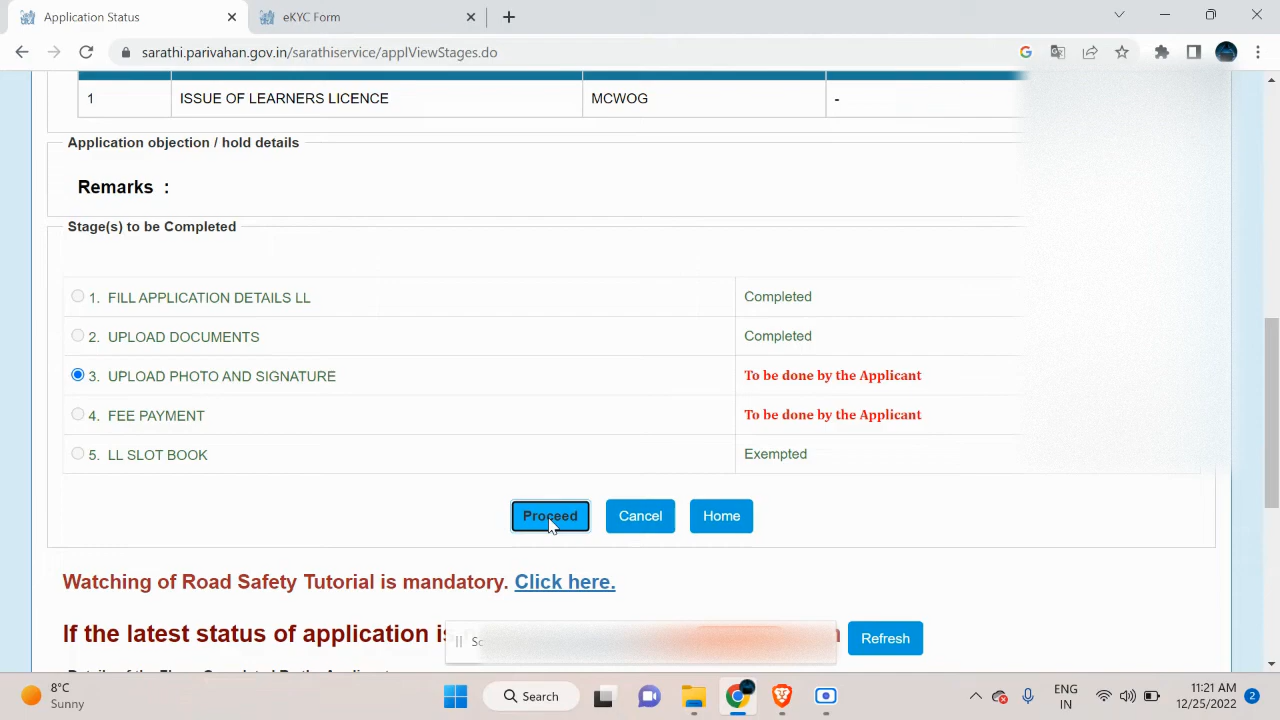 Application Status
eKYC Form
sarathi.parivahan.gov.in/sarathiservice/applViewStages.do
1 ISSUE OF LEARNERS LICENCE MCWOG -
Application objection / hold details
Remarks :
Stage(s) to be Completed
1. FILL APPLICATION DETAILS LL Completed
2. UPLOAD DOCUMENTS Completed
3. UPLOAD PHOTO AND SIGNATURE To be done by the Applicant
4. FEE PAYMENT To be done by the Applicant
5. LL SLOT BOOK Exempted
Proceed Cancel Home
Watching of Road Safety Tutorial is mandatory. Click here.
If the latest status of application
Refresh
8°C
Sunny
Search
ENG
IN
11:21 AM
12/25/2022
2